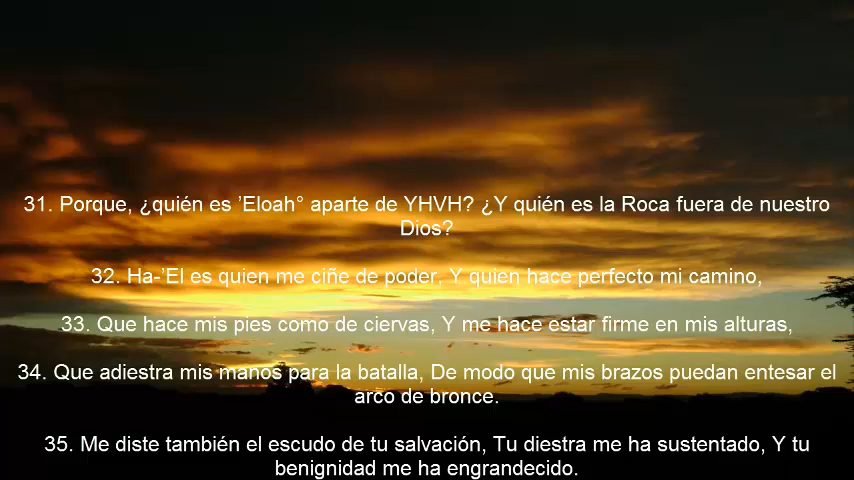 31. Porque, ¿quién es ’Eloah° aparte de YHVH? ¿Y quién es la Roca fuera de nuestro
Dios?
32. Ha-’El es quien me ciñe de poder, Y quien hace perfecto mi camino,
33. Que hace mis pies como de ciervas, Y me hace estar firme en mis alturas,
34. Que adiestra mis manos para la batalla, De modo que mis brazos puedan entesar el
arco de bronce.
35. Me diste también el escudo de tu salvación, Tu diestra me ha sustentado, Y tu
benignidad me ha engrandecido.